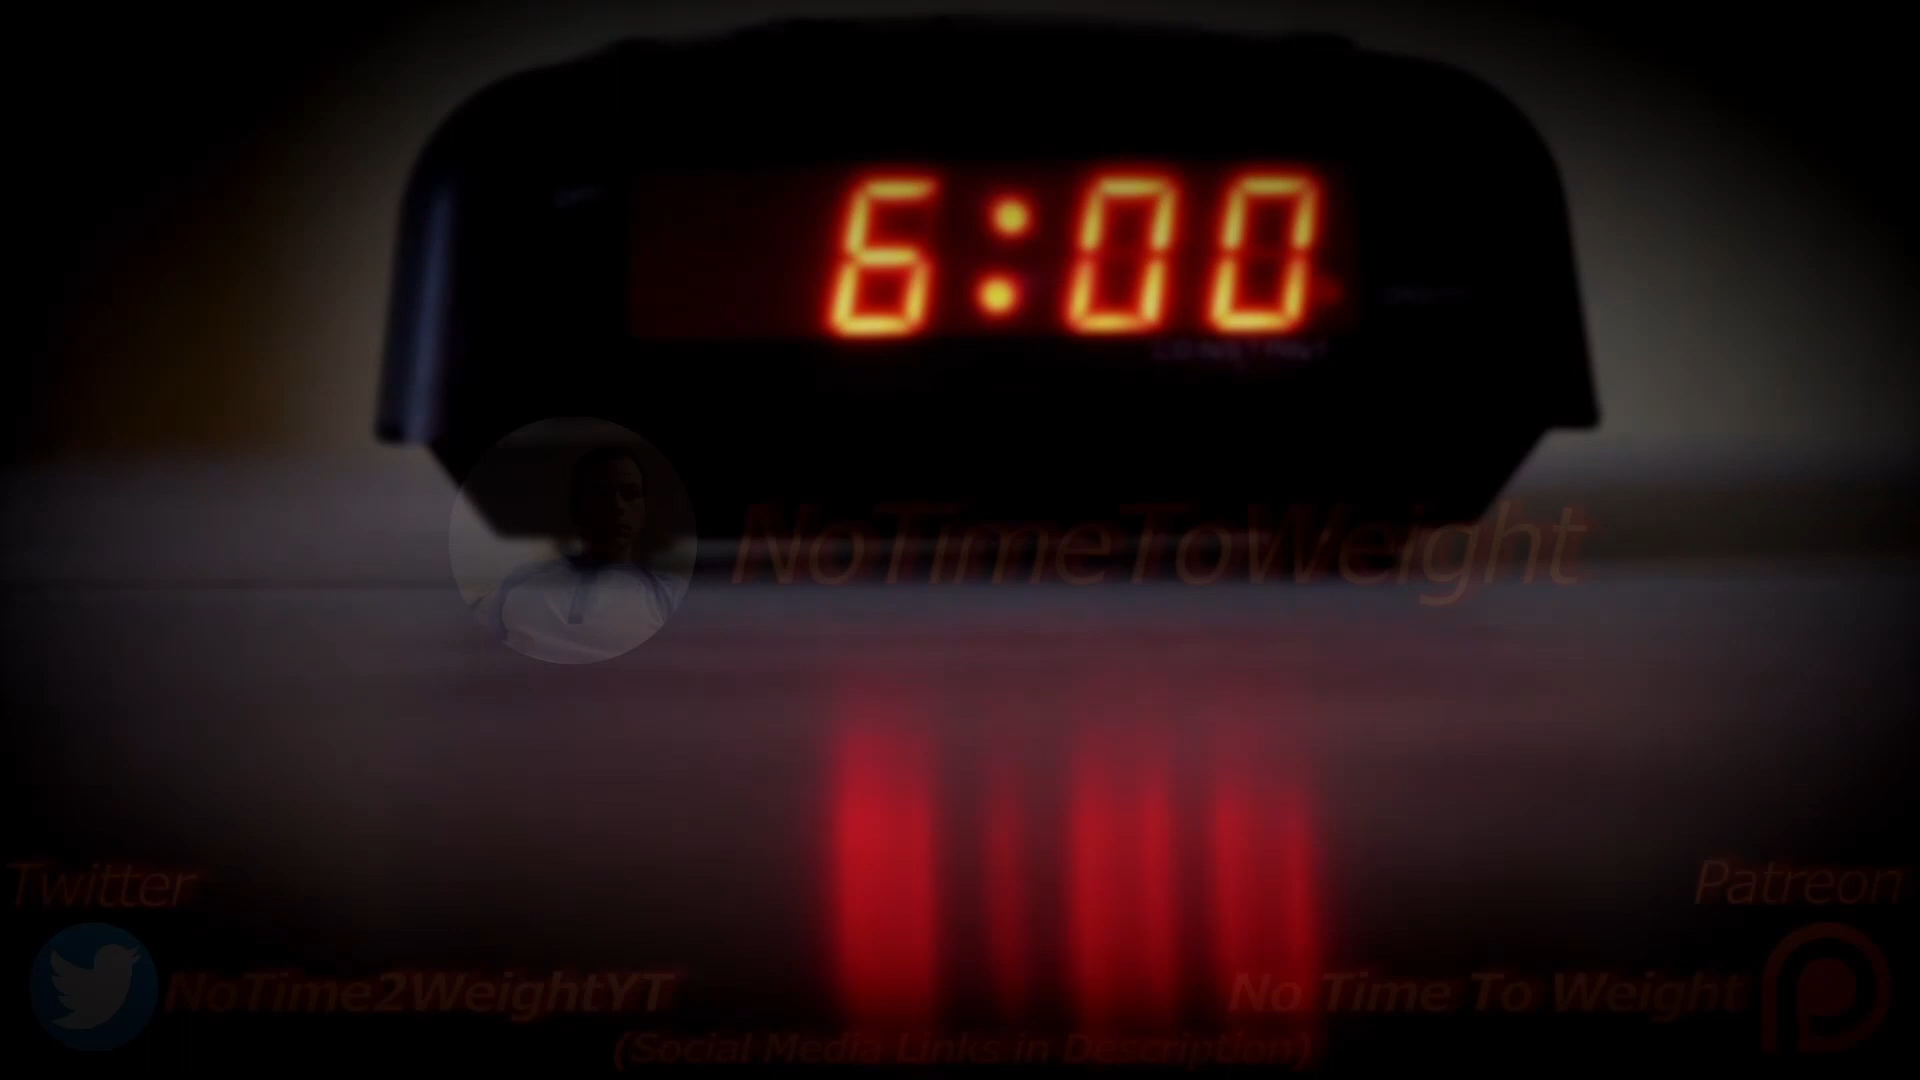 6:00
NoTimeToWeight
Twitter
Patreon
NoTime2WeightYT
No Time To Weight
(Social Media Links in Description)